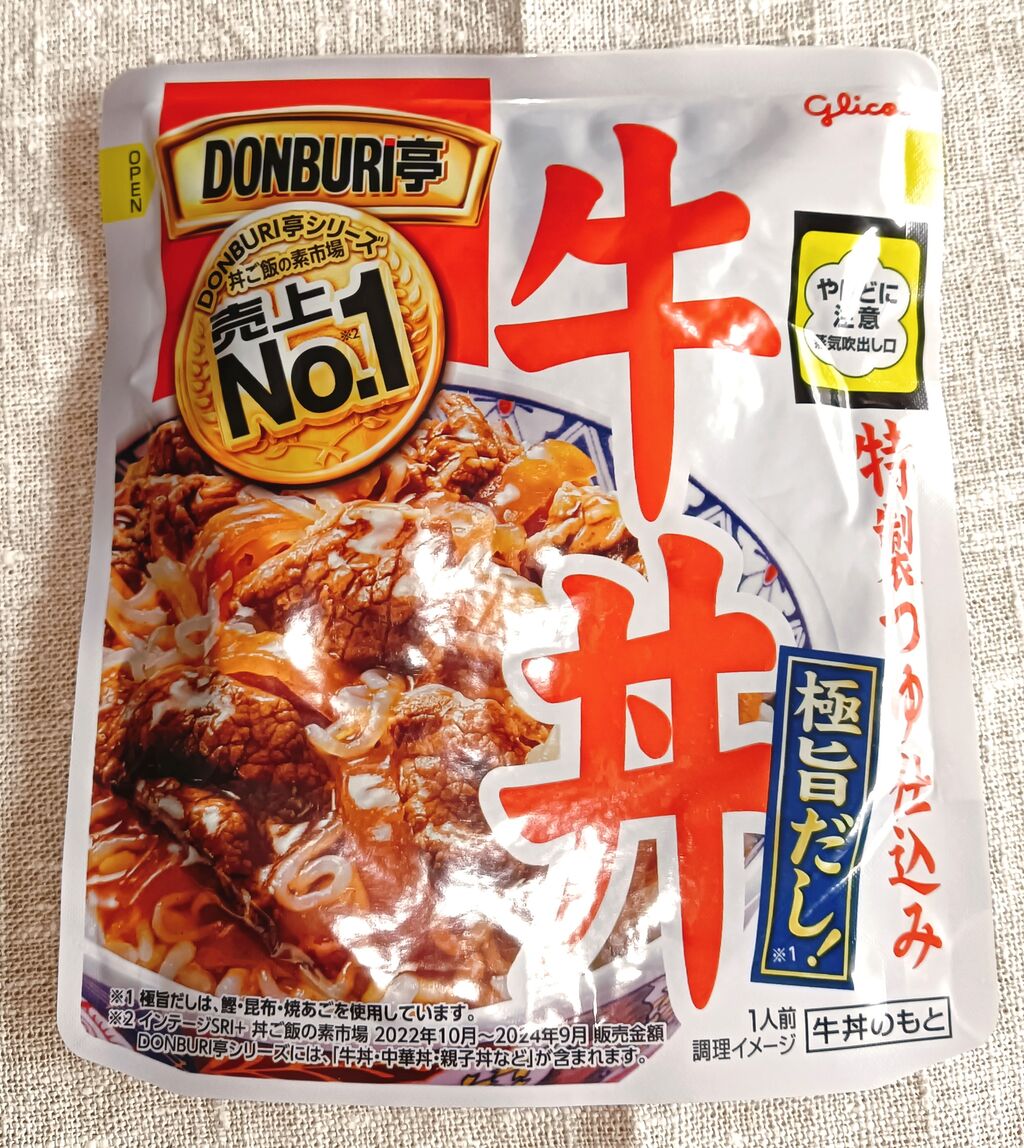 glico
OPEN
DONBURI亭
DONBURI亭シリーズ
丼ご飯の素市場
売上
No.1
※2
牛丼
やけどに
注意
蒸気吹出し口
特製つゆ仕込み
極旨だし!
※1
※1 極旨だしは、鰹・昆布・焼あごを使用しています。
※2 インテージSRI+ 丼ご飯の素市場 2022年10月～2024年9月 販売金額
DONBURI亭シリーズには、「牛丼・中華丼・親子丼など」が含まれます。
1人前
調理イメージ
牛丼のもと